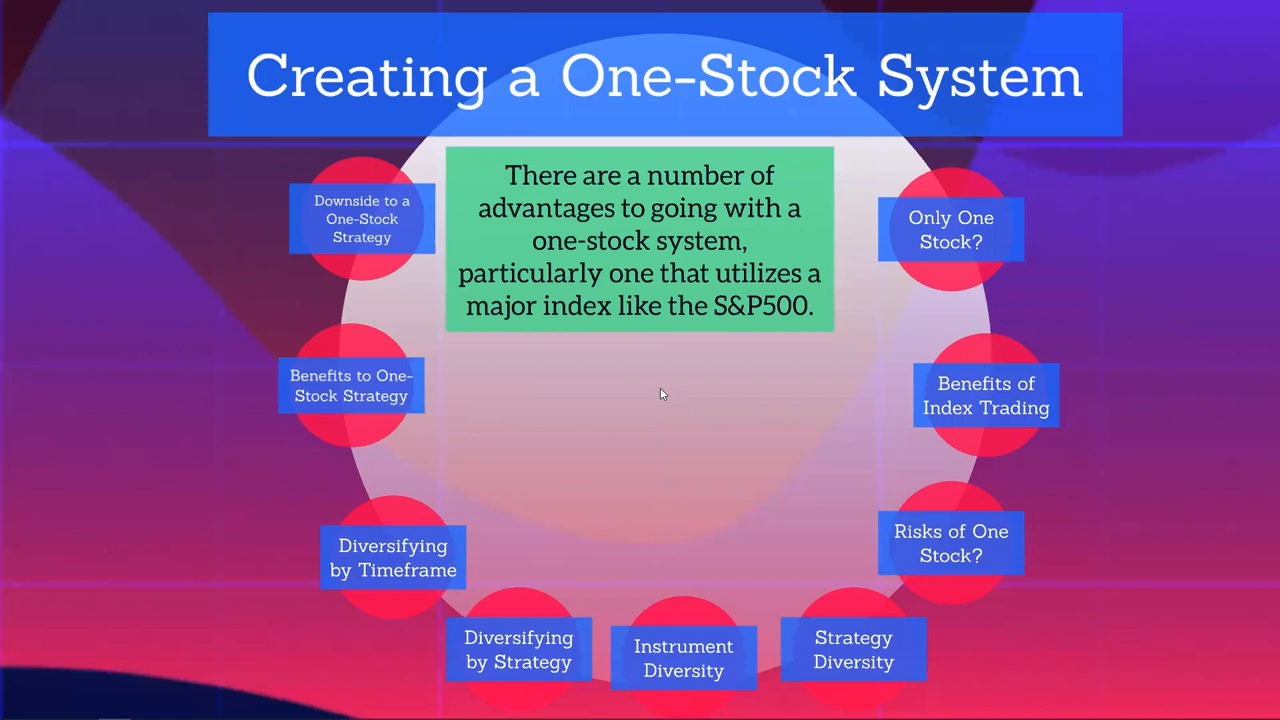 Creating a One-Stock System
There are a number of
advantages to going with a
one-stock system,
particularly one that utilizes a
major index like the S&P500.
Only One
Stock?
Benefits of
Index Trading
Risks of One
Stock?
Strategy
Diversity
Instrument
Diversity
Diversifying
by Strategy
Diversifying
by Timeframe
Benefits to One-
Stock Strategy
Downside to a
One-Stock
Strategy